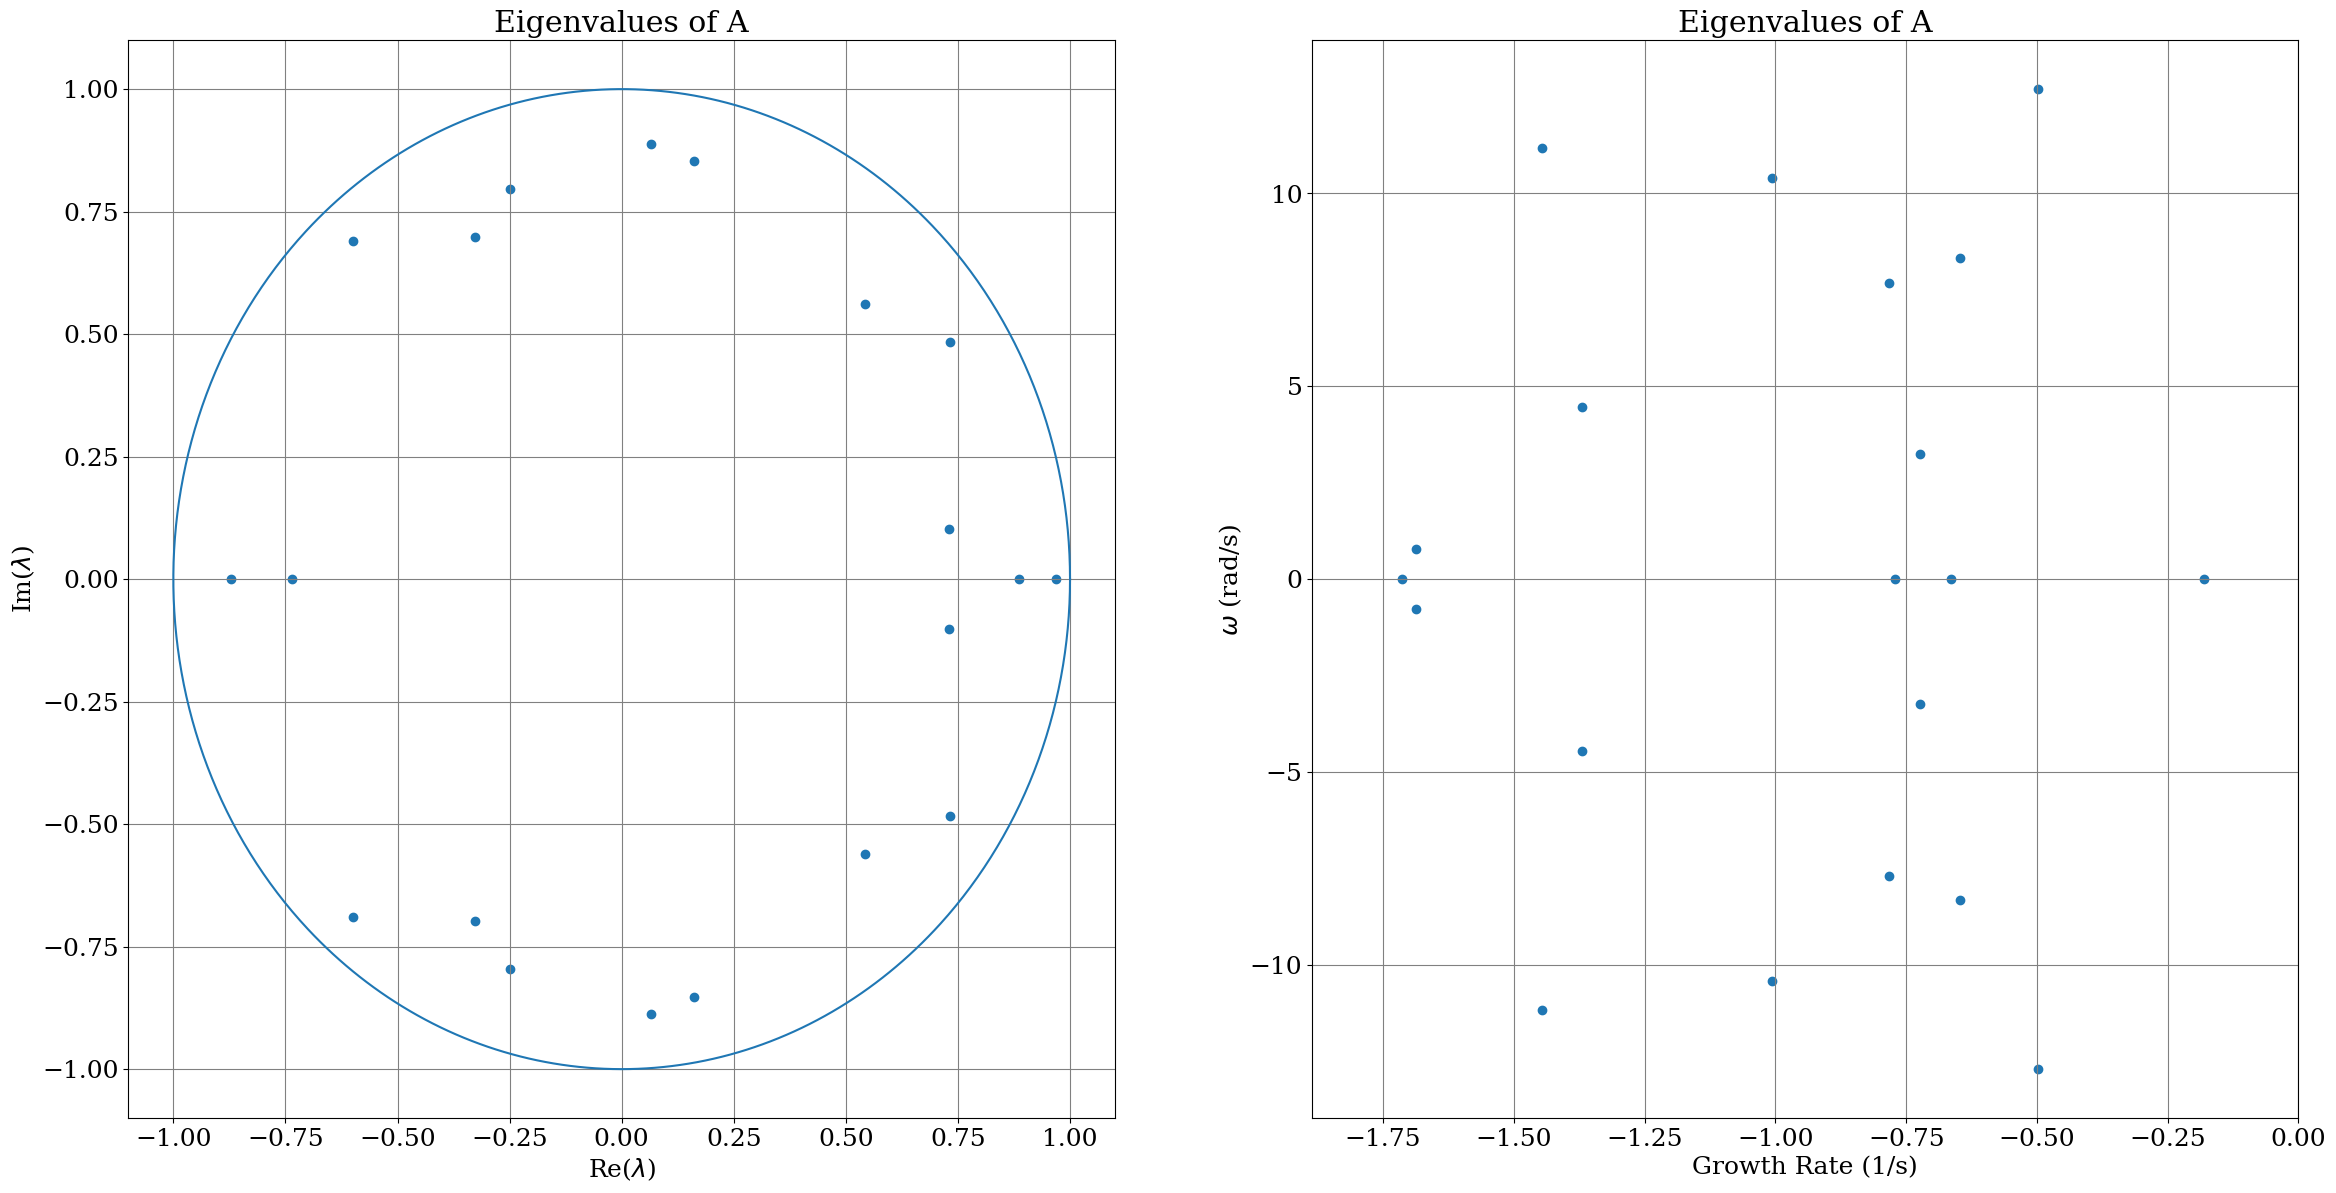 Eigenvalues of A
1.00
0.75
0.50
0.25
0.00
−0.25
−0.50
−0.75
−1.00
Im(λ)
−1.00 −0.75 −0.50 −0.25 0.00 0.25 0.50 0.75 1.00
Re(λ)
Eigenvalues of A
10
5
0
−5
−10
ω (rad/s)
−1.75 −1.50 −1.25 −1.00 −0.75 −0.50 −0.25 0.00
Growth Rate (1/s)